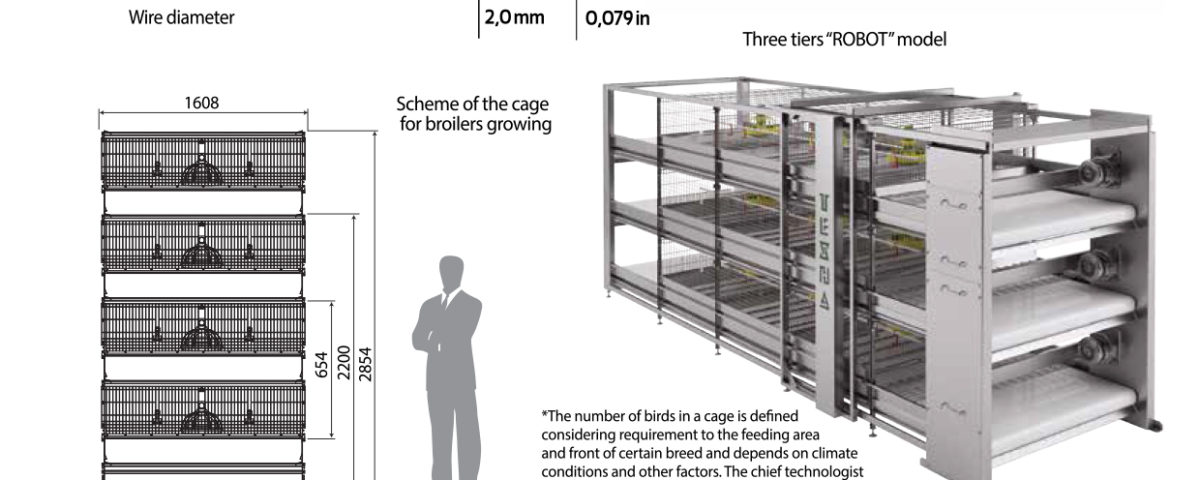 Wire diameter
2,0 mm
0,079 in
Three tiers “ROBOT” model
1608
Scheme of the cage
for broilers growing
654
2200
2854
ТЕХНА
*The number of birds in a cage is defined
considering requirement to the feeding area
and front of certain breed and depends on climate
conditions and other factors. The chief technologist